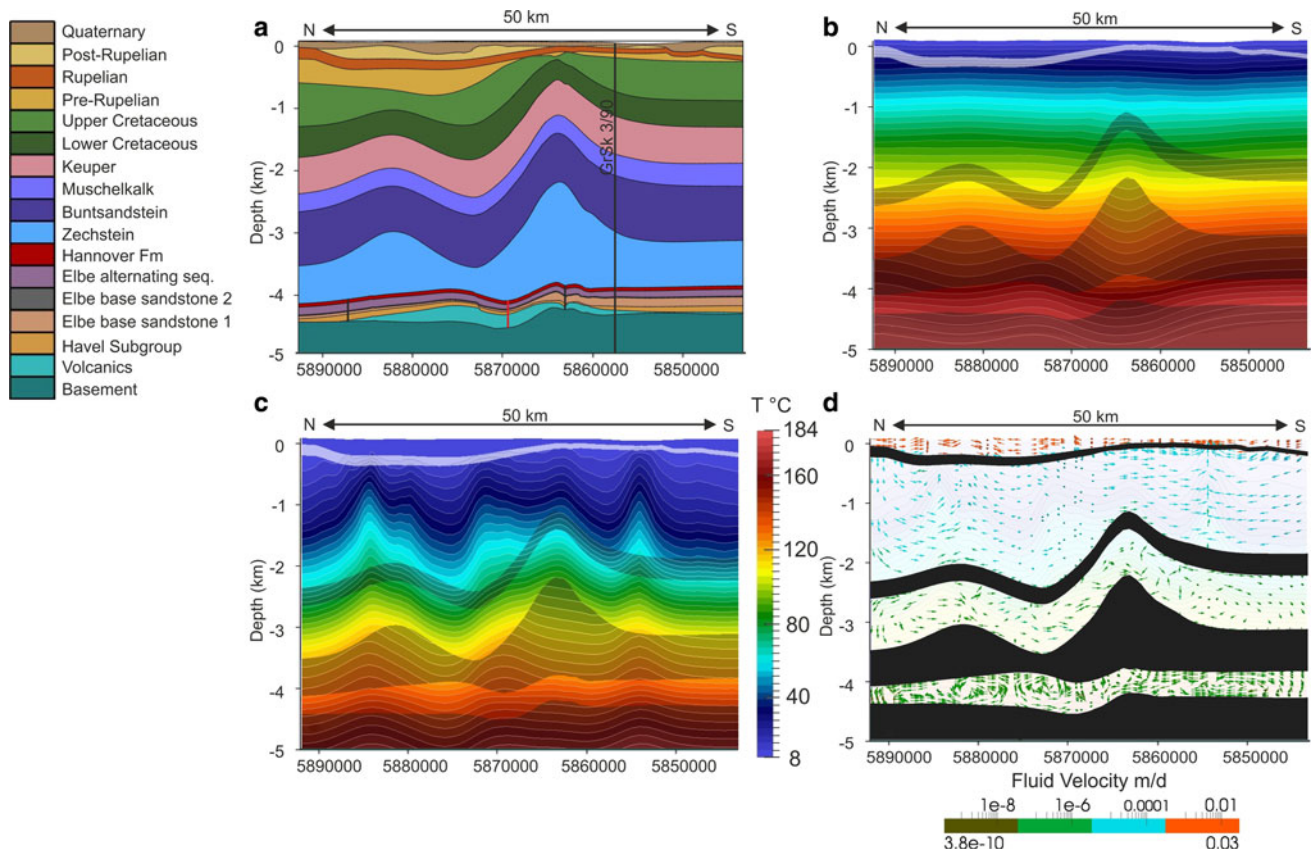 Quaternary
Post-Rupelian
Rupelian
Pre-Rupelian
Upper Cretaceous
Lower Cretaceous
Keuper
Muschelkalk
Buntsandstein
Zechstein
Hannover Fm
Elbe alternating seq.
Elbe base sandstone 2
Elbe base sandstone 1
Havel Subgroup
Volcanics
Basement
a
50 km
N
S
0
-1
-2
-3
-4
-5
Depth (km)
GrSk 3/90
5890000 5880000 5870000 5860000 5850000
b
50 km
N
S
0
-1
-2
-3
-4
-5
Depth (km)
5890000 5880000 5870000 5860000 5850000
c
50 km
N
S
0
-1
-2
-3
-4
-5
Depth (km)
5890000 5880000 5870000 5860000 5850000
T °C
184
160
120
80
40
8
d
50 km
N
S
0
-1
-2
-3
-4
-5
Depth (km)
5890000 5880000 5870000 5860000 5850000
Fluid Velocity m/d
1e-8 1e-6 0.0001 0.01
3.8e-10 0.03